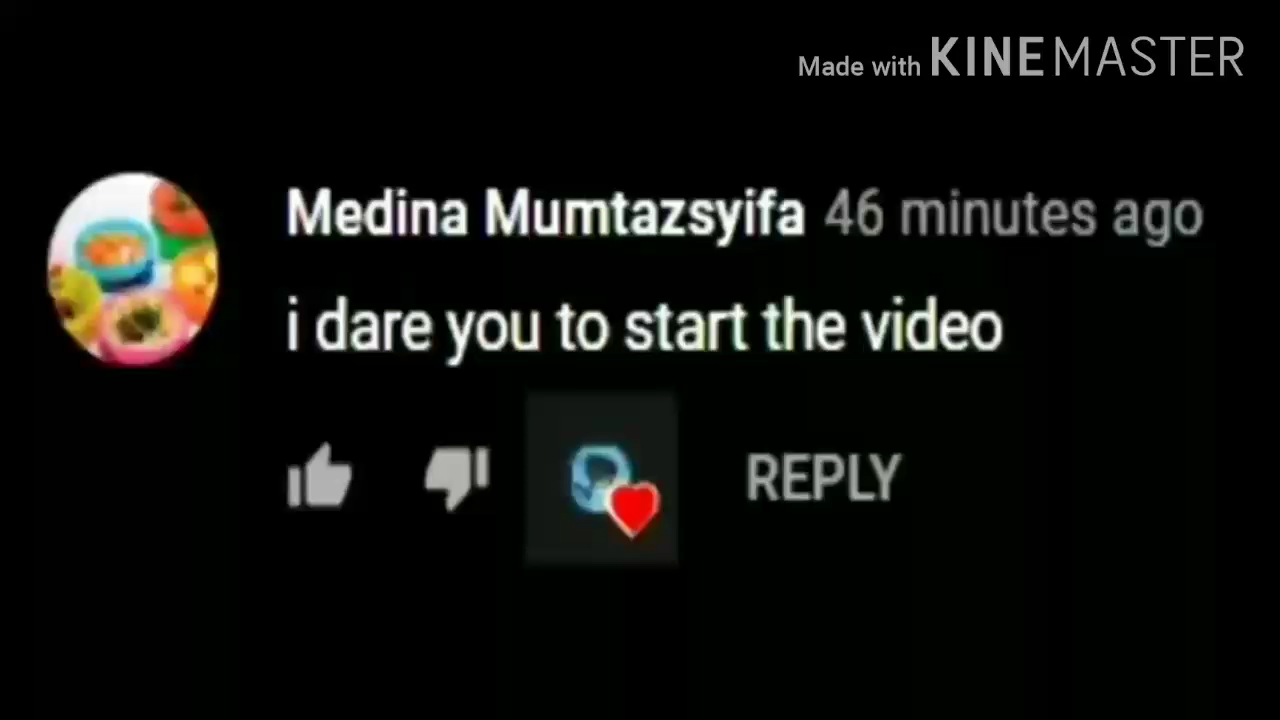 Made with KINEMASTER
Medina Mumtazsyifa 46 minutes ago
i dare you to start the video
REPLY